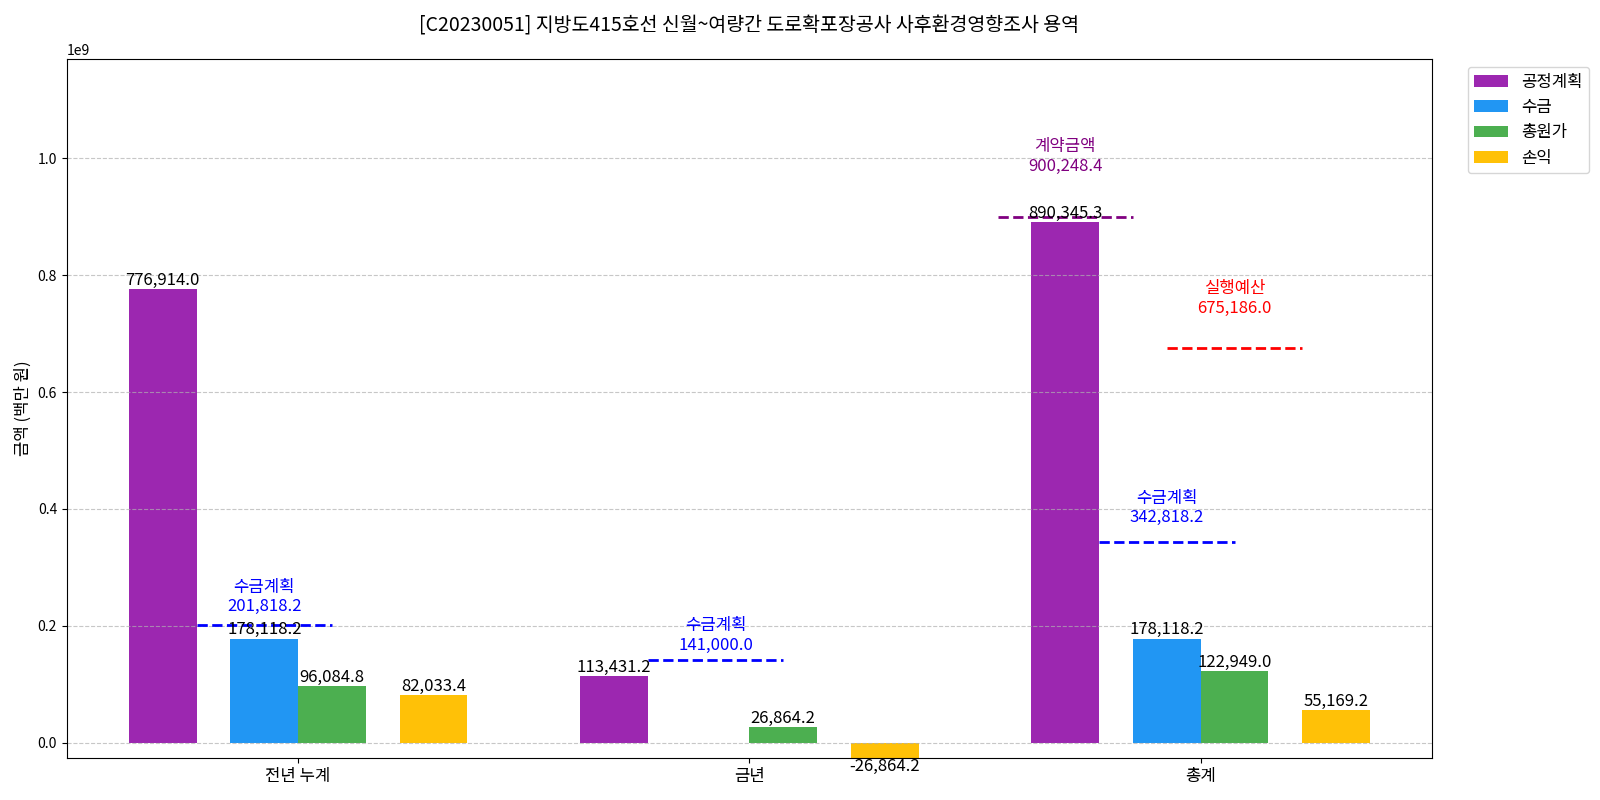 [C20230051] 지방도415호선 신월~여량간 도로확포장공사 사후환경영향조사 용역
1e9
공정계획
수금
총원가
손익
금액 (백만 원)
1.0
0.8
0.6
0.4
0.2
0.0
776,914.0
수금계획
201,818.2
178,118.2
96,084.8
82,033.4
113,431.2
수금계획
141,000.0
26,864.2
-26,864.2
계약금액
900,248.4
890,345.3
실행예산
675,186.0
수금계획
342,818.2
178,118.2
122,949.0
55,169.2
전년 누계
금년
총계